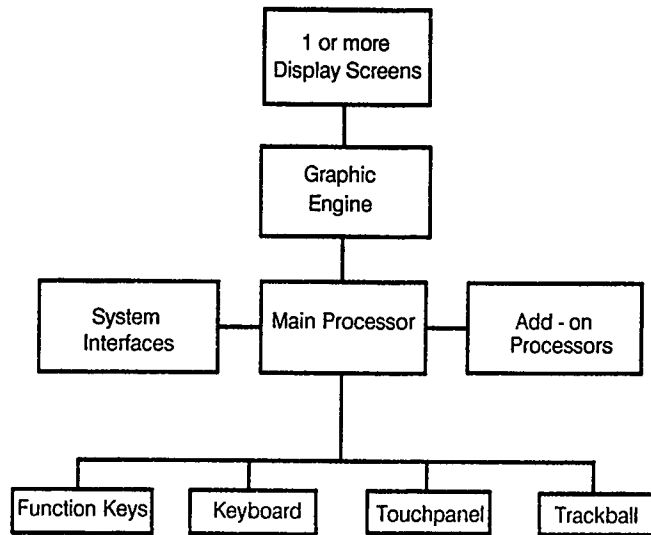 1 or more
Display Screens
Graphic
Engine
System
Interfaces
Main Processor
Add - on
Processors
Function Keys
Keyboard
Touchpanel
Trackball